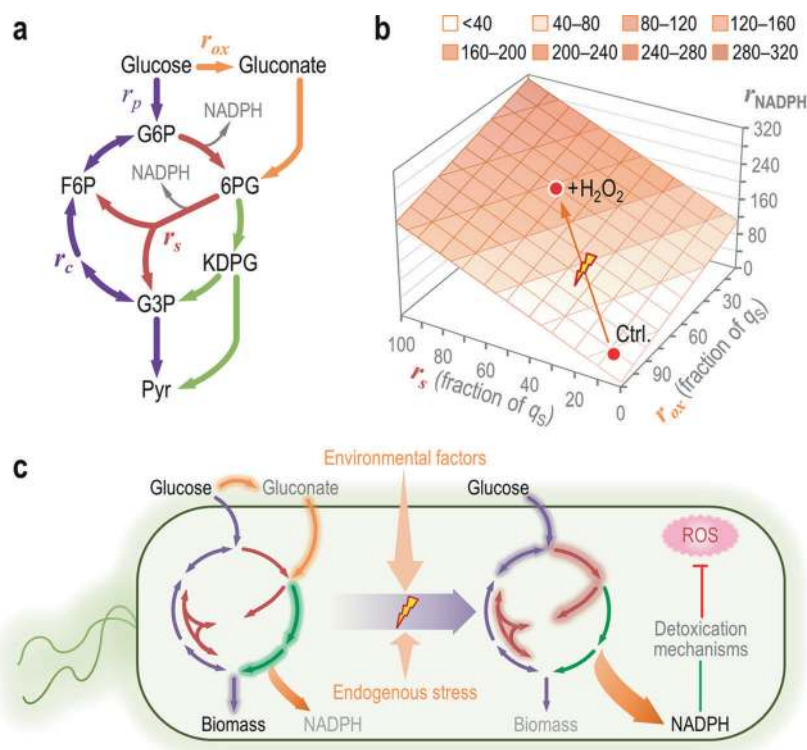 a
r_ox
Glucose
Gluconate
r_p
NADPH
G6P
NADPH
F6P
6PG
r_s
r_c
KDPG
G3P
Pyr
b
<40
40–80
80–120
120–160
160–200
200–240
240–280
280–320
r_NADPH
320
240
160
80
0
+H₂O₂
Ctrl.
100
80
60
40
20
0
r_s (fraction of q_S)
30
60
90
r_ox (fraction of q_S)
c
Environmental factors
Glucose
Gluconate
Glucose
ROS
Detoxication
mechanisms
Endogenous stress
Biomass
NADPH
Biomass
NADPH